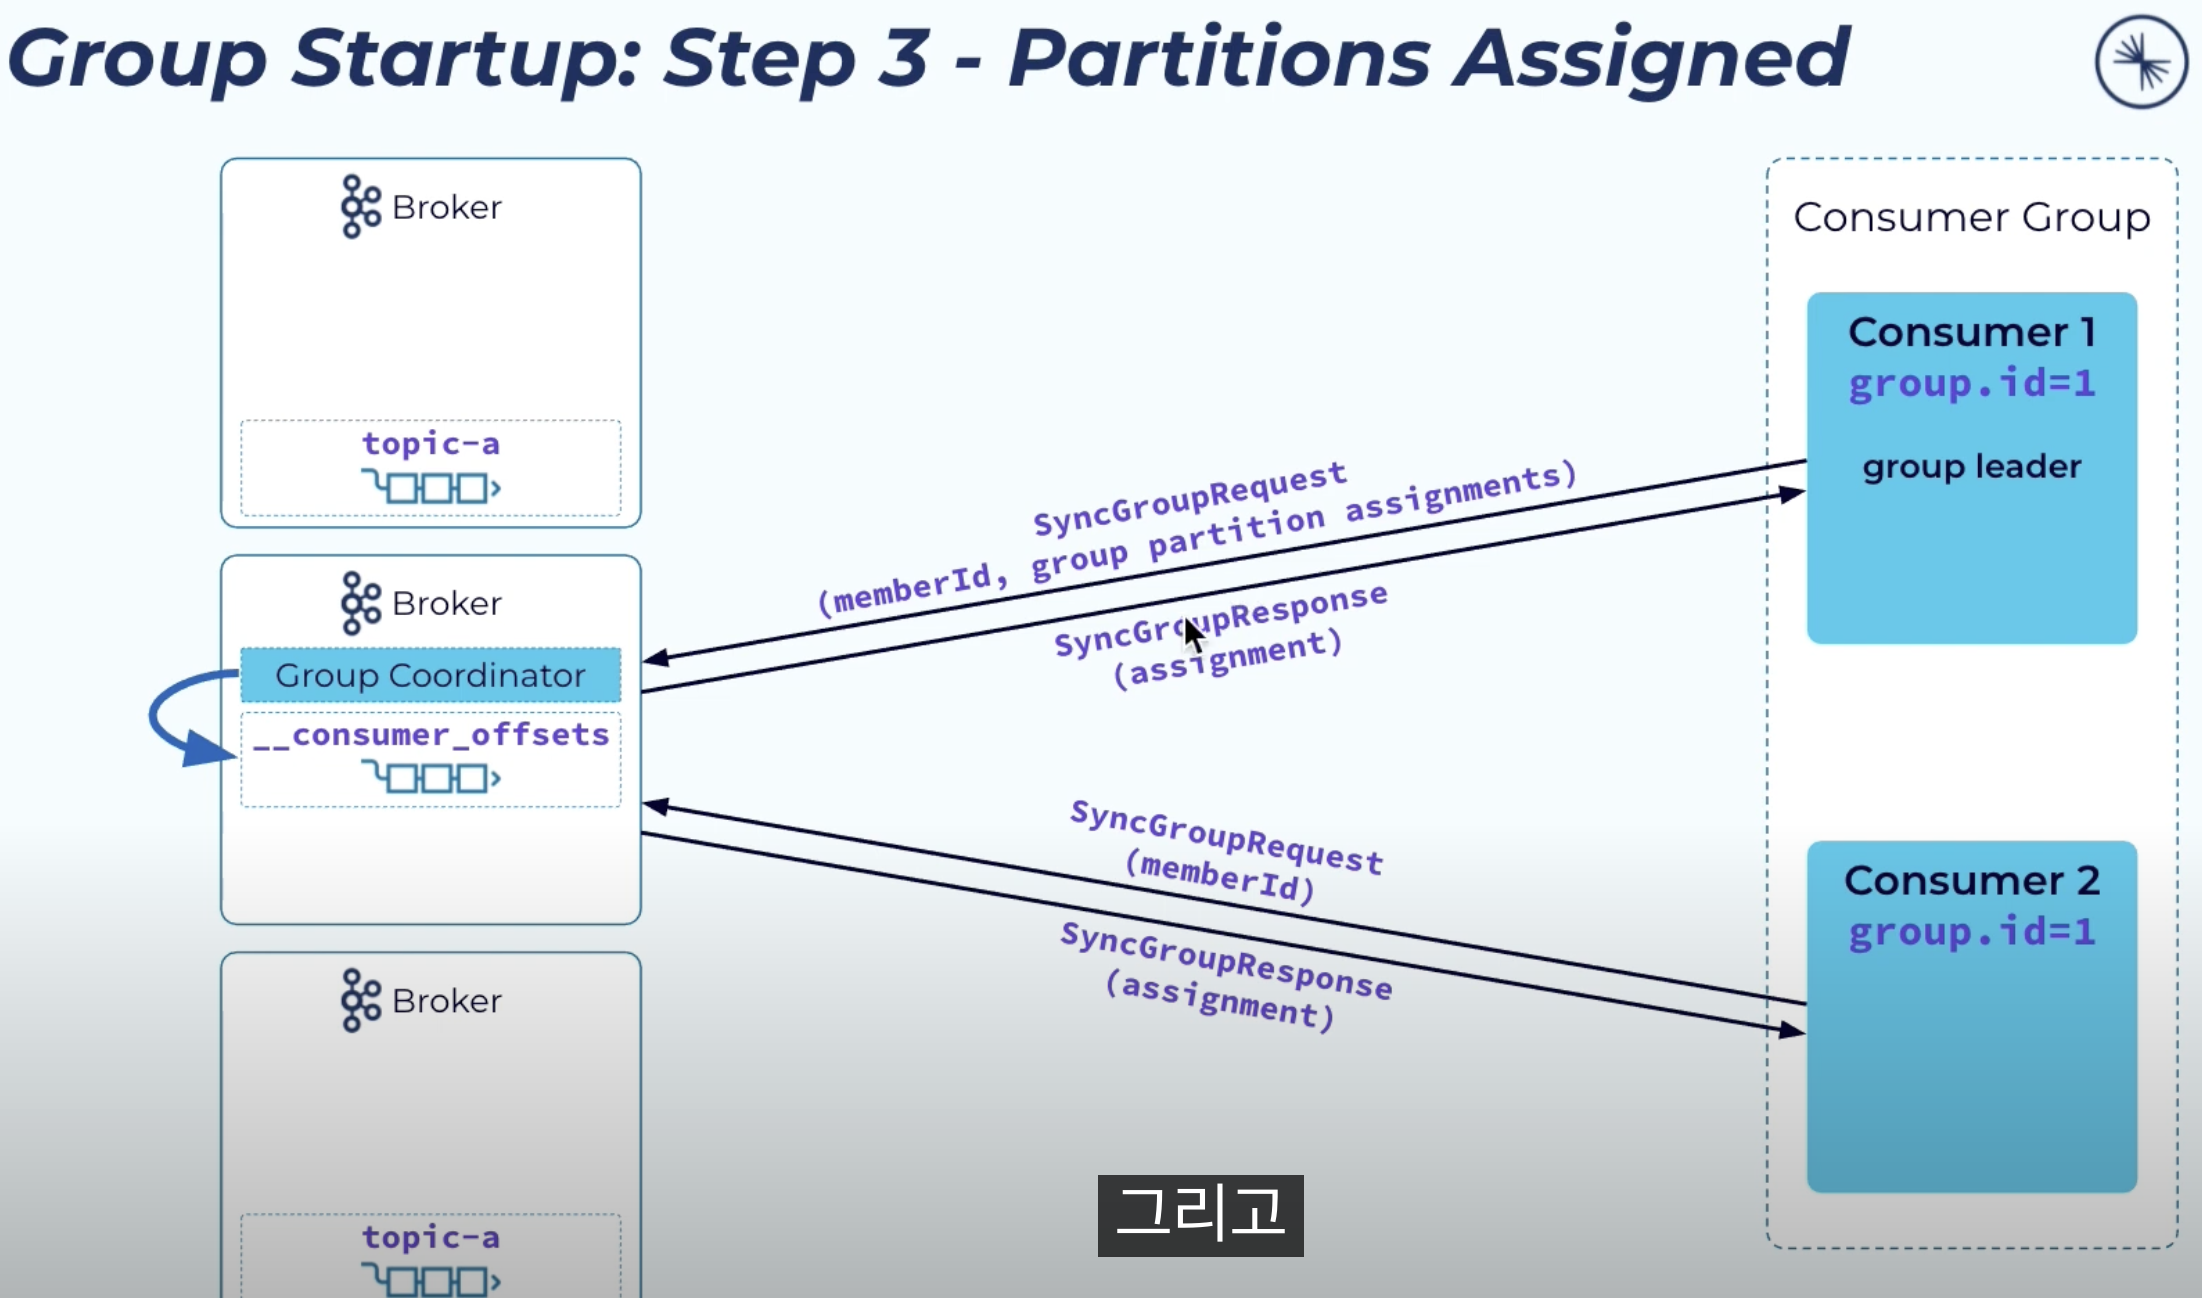 Group Startup: Step 3 - Partitions Assigned
Broker
topic-a
Broker
Group Coordinator
__consumer_offsets
Broker
topic-a
SyncGroupRequest
(memberId, group partition assignments)
SyncGroupResponse
(assignment)
SyncGroupRequest
(memberId)
SyncGroupResponse
(assignment)
Consumer Group
Consumer 1
group.id=1
group leader
Consumer 2
group.id=1
그리고